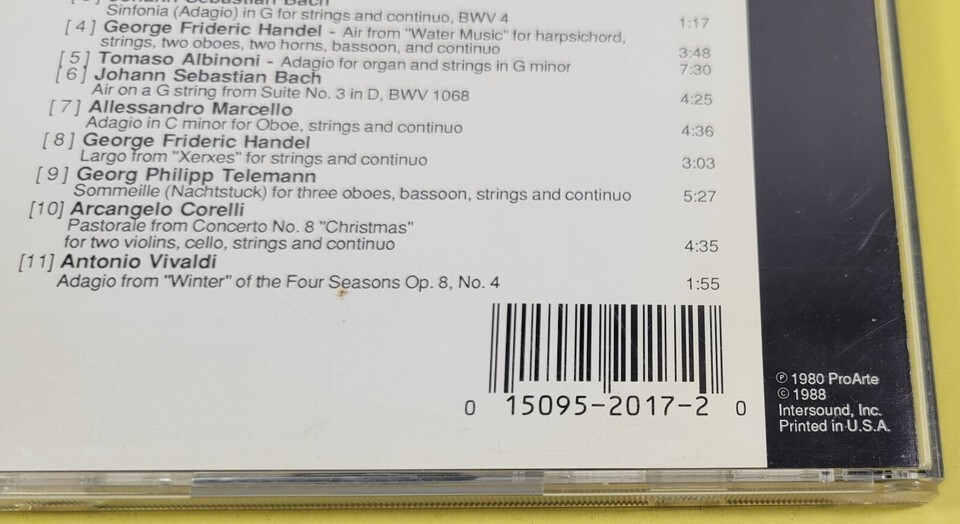 [3] Johann Sebastian Bach
Sinfonia (Adagio) in G for strings and continuo, BWV 4 1:17
[4] George Frideric Handel - Air from "Water Music" for harpsichord,
strings, two oboes, two horns, bassoon, and continuo 3:48
[5] Tomaso Albinoni - Adagio for organ and strings in G minor 7:30
[6] Johann Sebastian Bach
Air on a G string from Suite No. 3 in D, BWV 1068 4:25
[7] Allessandro Marcello
Adagio in C minor for Oboe, strings and continuo 4:36
[8] George Frideric Handel
Largo from "Xerxes" for strings and continuo 3:03
[9] Georg Philipp Telemann
Sommeille (Nachtstuck) for three oboes, bassoon, strings and continuo 5:27
[10] Arcangelo Corelli
Pastorale from Concerto No. 8 "Christmas"
for two violins, cello, strings and continuo 4:35
[11] Antonio Vivaldi
Adagio from "Winter" of the Four Seasons Op. 8, No. 4 1:55
0 15095-2017-2 0
℗ 1980 ProArte
© 1988
Intersound, Inc.
Printed in U.S.A.